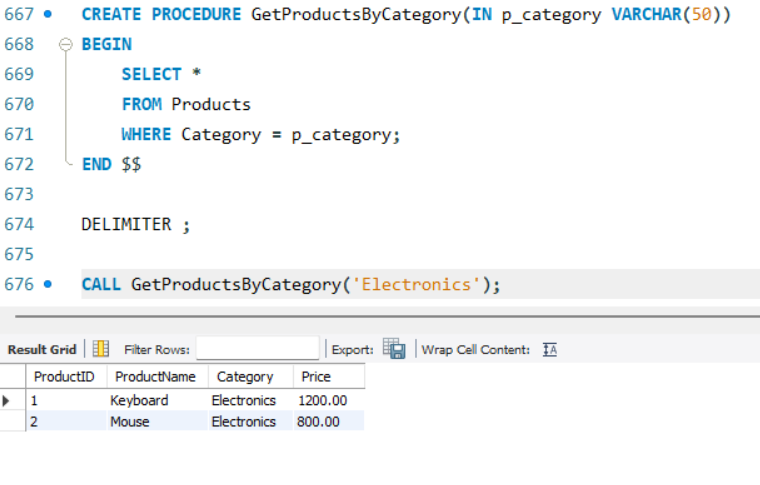 667 CREATE PROCEDURE GetProductsByCategory(IN p_category VARCHAR(50))
668 BEGIN
669 SELECT *
670 FROM Products
671 WHERE Category = p_category;
672 END $$
673
674 DELIMITER ;
675
676 CALL GetProductsByCategory('Electronics');
Result Grid Filter Rows: Export: Wrap Cell Content: IA
ProductID ProductName Category Price
1 Keyboard Electronics 1200.00
2 Mouse Electronics 800.00